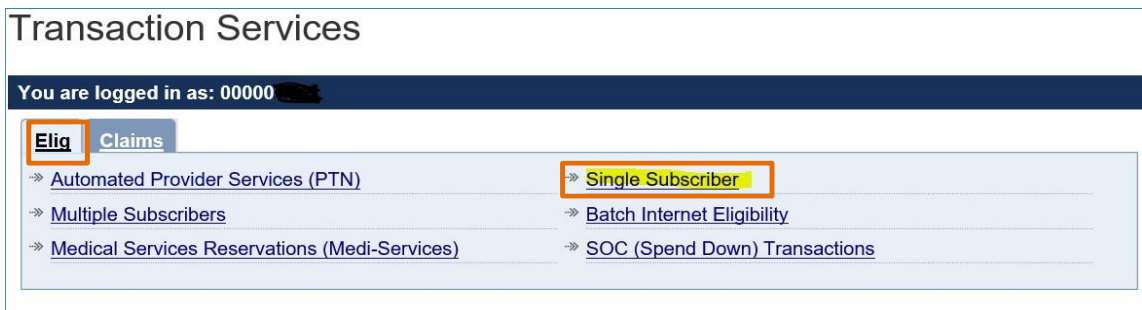 Transaction Services
You are logged in as: 00000
Elig Claims
Automated Provider Services (PTN) Single Subscriber
Multiple Subscribers Batch Internet Eligibility
Medical Services Reservations (Medi-Services) SOC (Spend Down) Transactions